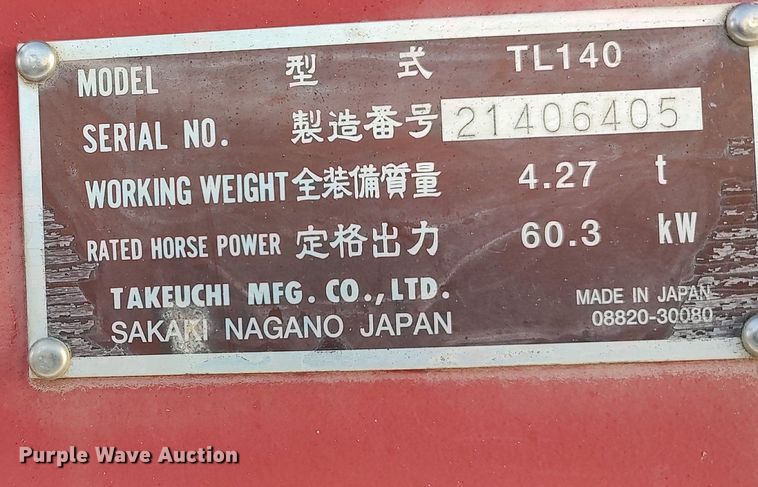 MODEL 型式 TL140
SERIAL NO. 製造番号 21406405
WORKING WEIGHT 全装備質量 4.27 t
RATED HORSE POWER 定格出力 60.3 kW
TAKEUCHI MFG. CO.,LTD.
SAKAKI NAGANO JAPAN
MADE IN JAPAN
08820-30080
Purple Wave Auction